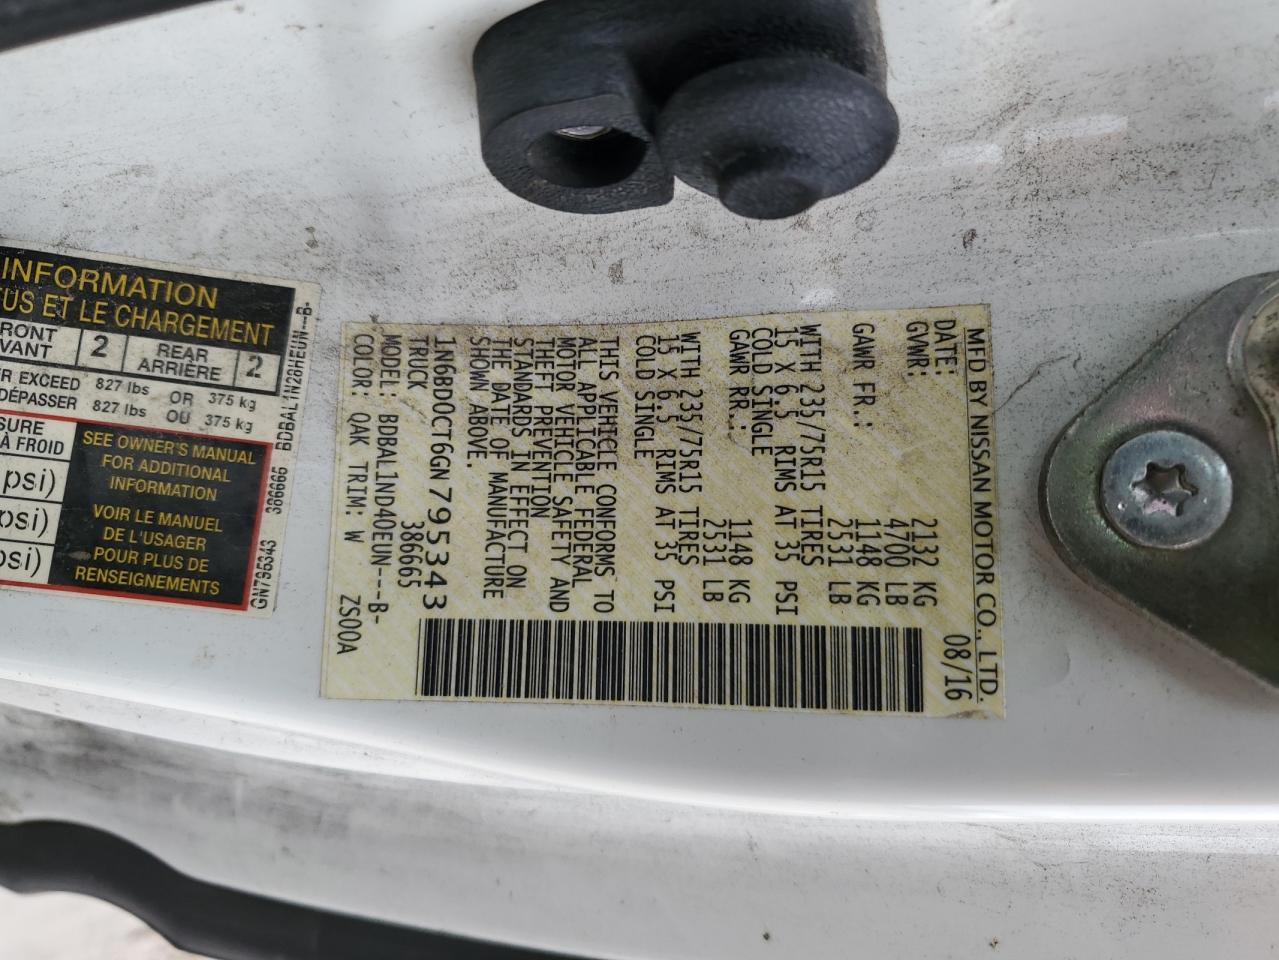 INFORMATION
US ET LE CHARGEMENT
RONT
VANT
2
REAR
ARRIÈRE
2
R EXCEED 827 lbs OR 375 kg
DÉPASSER 827 lbs OU 375 kg
SURE
À FROID
psi)
psi)
psi)
SEE OWNER'S MANUAL
FOR ADDITIONAL
INFORMATION
VOIR LE MANUEL
DE L'USAGER
POUR PLUS DE
RENSEIGNEMENTS
GN795343 386665 BDBAL1N20HEUN---B-
MFD BY NISSAN MOTOR CO., LTD.
DATE: 08/16
GVWR: 2132 KG
4700 LB
GAWR FR.: 1148 KG
2531 LB
WITH 235/75R15 TIRES
15 X 6.5 RIMS AT 35 PSI
COLD SINGLE
GAWR RR.: 1148 KG
2531 LB
WITH 235/75R15 TIRES
15 X 6.5 RIMS AT 35 PSI
COLD SINGLE
THIS VEHICLE CONFORMS TO
ALL APPLICABLE FEDERAL
MOTOR VEHICLE SAFETY AND
THEFT PREVENTION
STANDARDS IN EFFECT ON
THE DATE OF MANUFACTURE
SHOWN ABOVE.
1N6BD0CT6GN795343
TRUCK 386665
MODEL: BDBAL1ND40EUN---B-
COLOR: QAK TRIM: W ZS00A